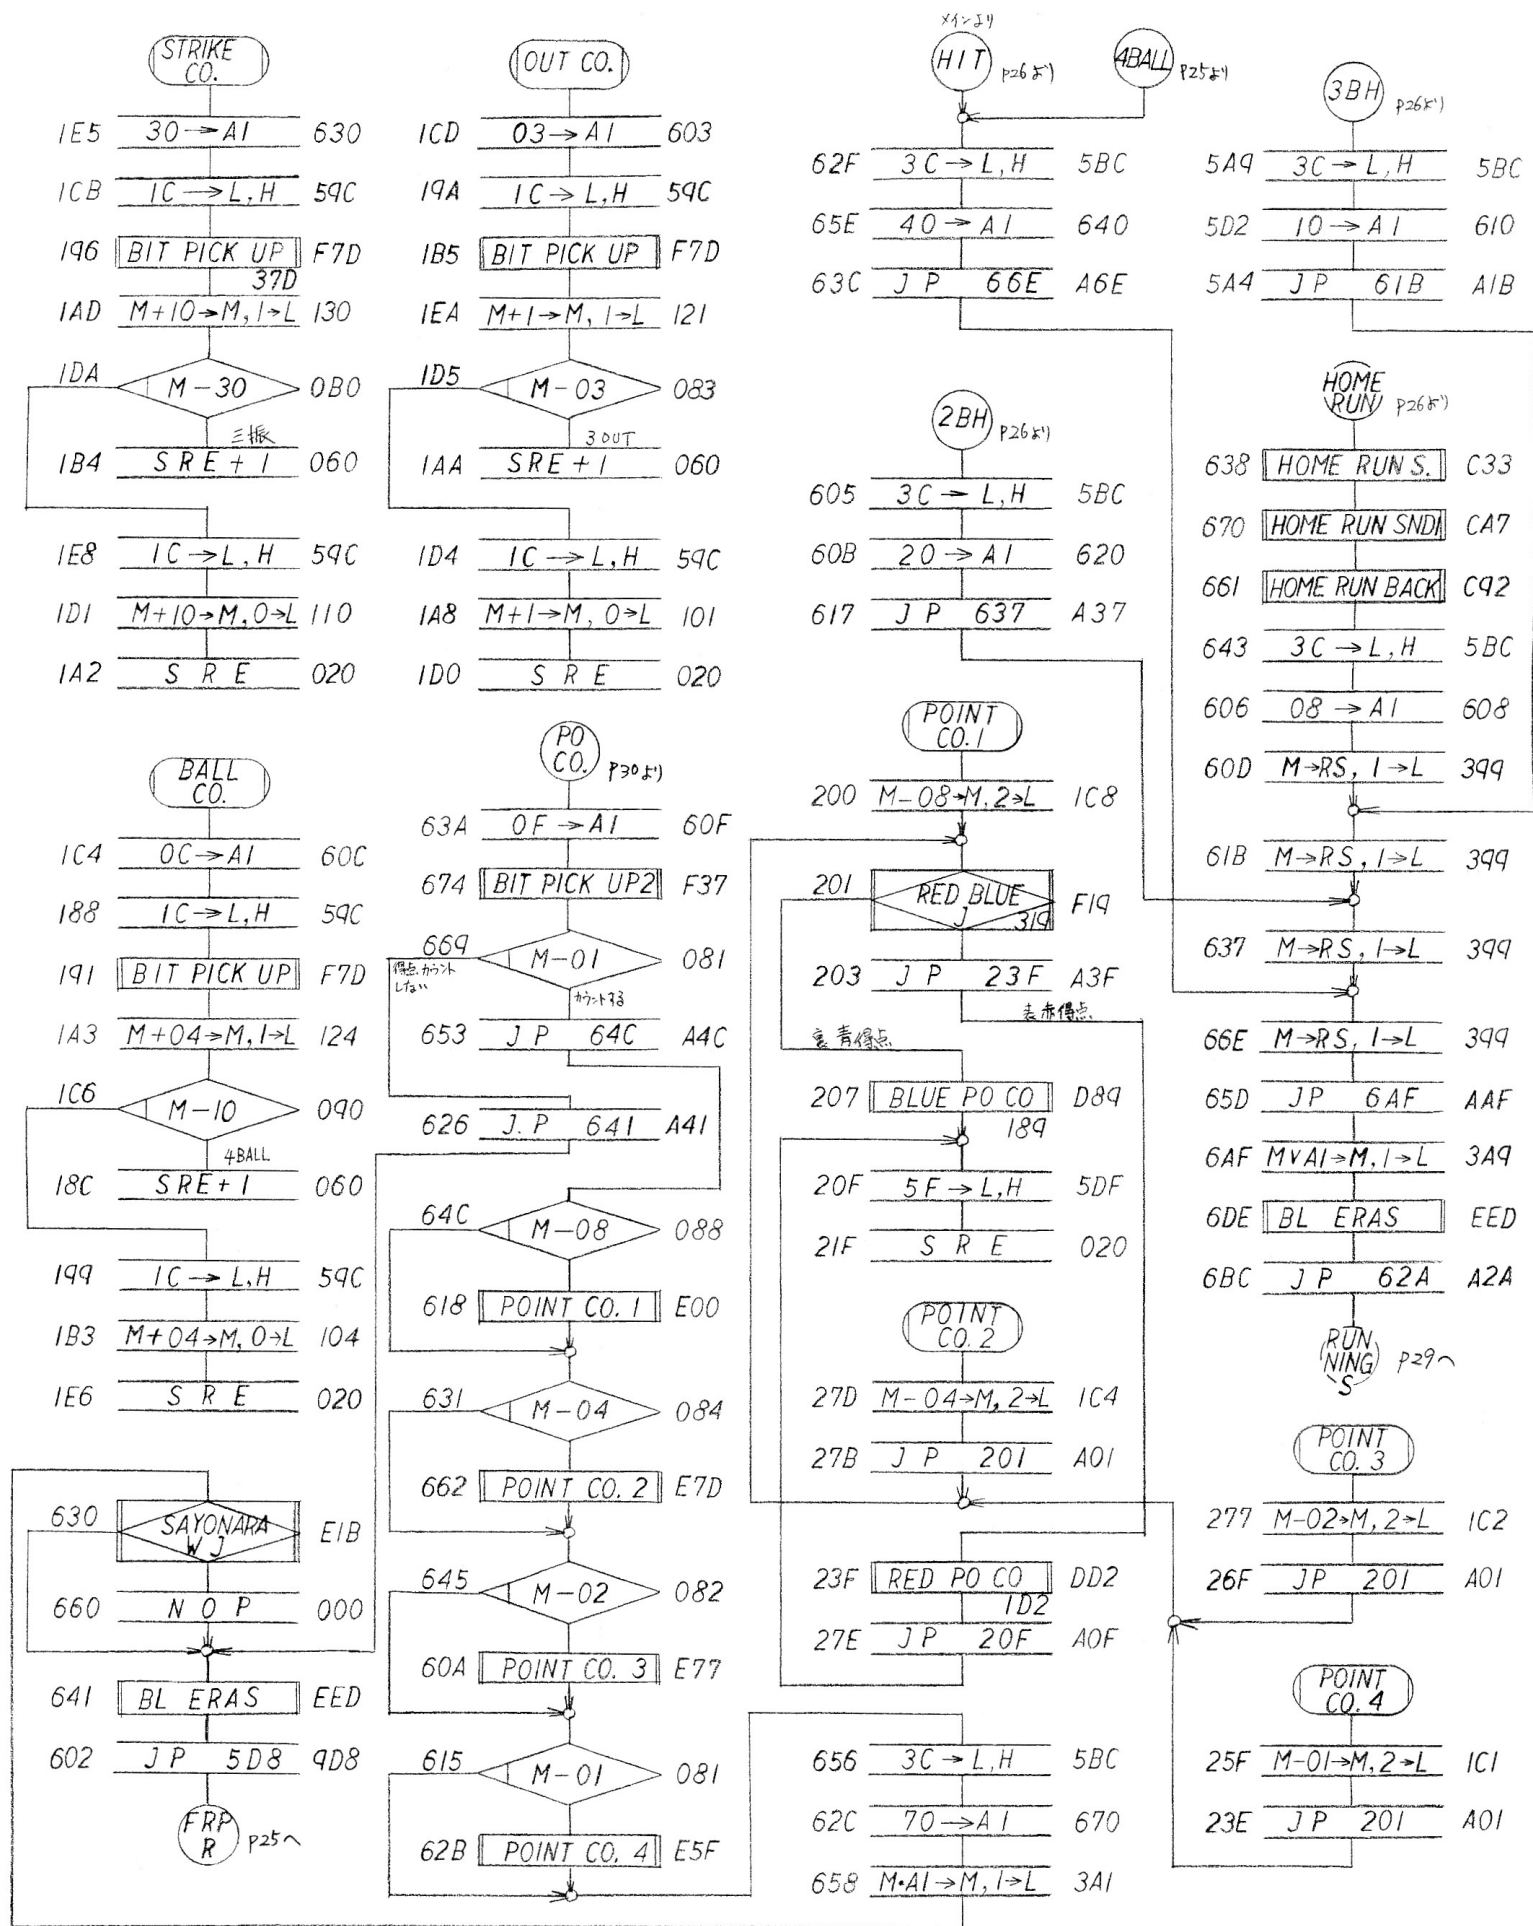 STRIKE
CO.
1E5 30→A1 630
1CB 1C→L,H 59C
196 BIT PICK UP F7D
37D
1AD M+10→M,1→L 130
1DA M-30 0B0
三振
1B4 SRE+1 060
1E8 1C→L,H 59C
1D1 M+10→M,0→L 110
1A2 SRE 020
OUT CO.
1CD 03→A1 603
19A 1C→L,H 59C
1B5 BIT PICK UP F7D
1EA M+1→M,1→L 121
1D5 M-03 083
3 OUT
1AA SRE+1 060
1D4 1C→L,H 59C
1A8 M+1→M,0→L 101
1D0 SRE 020
メインより
HIT P26より
4BALL P25より
62F 3C→L,H 5BC
65E 40→A1 640
63C JP 66E A6E
3BH P26より
5A9 3C→L,H 5BC
5D2 10→A1 610
5A4 JP 61B A1B
2BH P26より
605 3C→L,H 5BC
60B 20→A1 620
617 JP 637 A37
HOME
RUN P26より
638 HOME RUN S. C33
670 HOME RUN SND CA7
661 HOME RUN BACK C92
643 3C→L,H 5BC
606 08→A1 608
60D M→RS,1→L 399
61B M→RS,1→L 399
637 M→RS,1→L 399
66E M→RS,1→L 399
65D JP 6AF AAF
6AF M∨A1→M,1→L 3A9
6DE BL ERAS EED
6BC JP 62A A2A
RUN
NING
S P29へ
BALL
CO.
1C4 0C→A1 60C
188 1C→L,H 59C
191 BIT PICK UP F7D
1A3 M+04→M,1→L 124
1C6 M-10 090
4BALL
18C SRE+1 060
199 1C→L,H 59C
1B3 M+04→M,0→L 104
1E6 SRE 020
630 SAYONARA
W J E1B
660 NOP 000
641 BL ERAS EED
602 JP 5D8 9D8
FRP
R P25へ
PO
CO. P30より
63A 0F→A1 60F
674 BIT PICK UP2 F37
669 M-01 081
得点カウント
しない
カウントする
653 JP 64C A4C
626 J.P 641 A41
64C M-08 088
618 POINT CO. 1 E00
631 M-04 084
662 POINT CO. 2 E7D
645 M-02 082
60A POINT CO. 3 E77
615 M-01 081
62B POINT CO. 4 E5F
POINT
CO. 1
200 M-08→M,2→L 1C8
201 RED BLUE
J 319 F19
203 JP 23F A3F
表 赤得点
裏 青得点
207 BLUE PO CO D89
189
20F 5F→L,H 5DF
21F SRE 020
POINT
CO. 2
27D M-04→M,2→L 1C4
27B JP 201 A01
23F RED PO CO DD2
1D2
27E JP 20F A0F
656 3C→L,H 5BC
62C 70→A1 670
658 M•A1→M,1→L 3A1
POINT
CO. 3
277 M-02→M,2→L 1C2
26F JP 201 A01
POINT
CO. 4
25F M-01→M,2→L 1C1
23E JP 201 A01